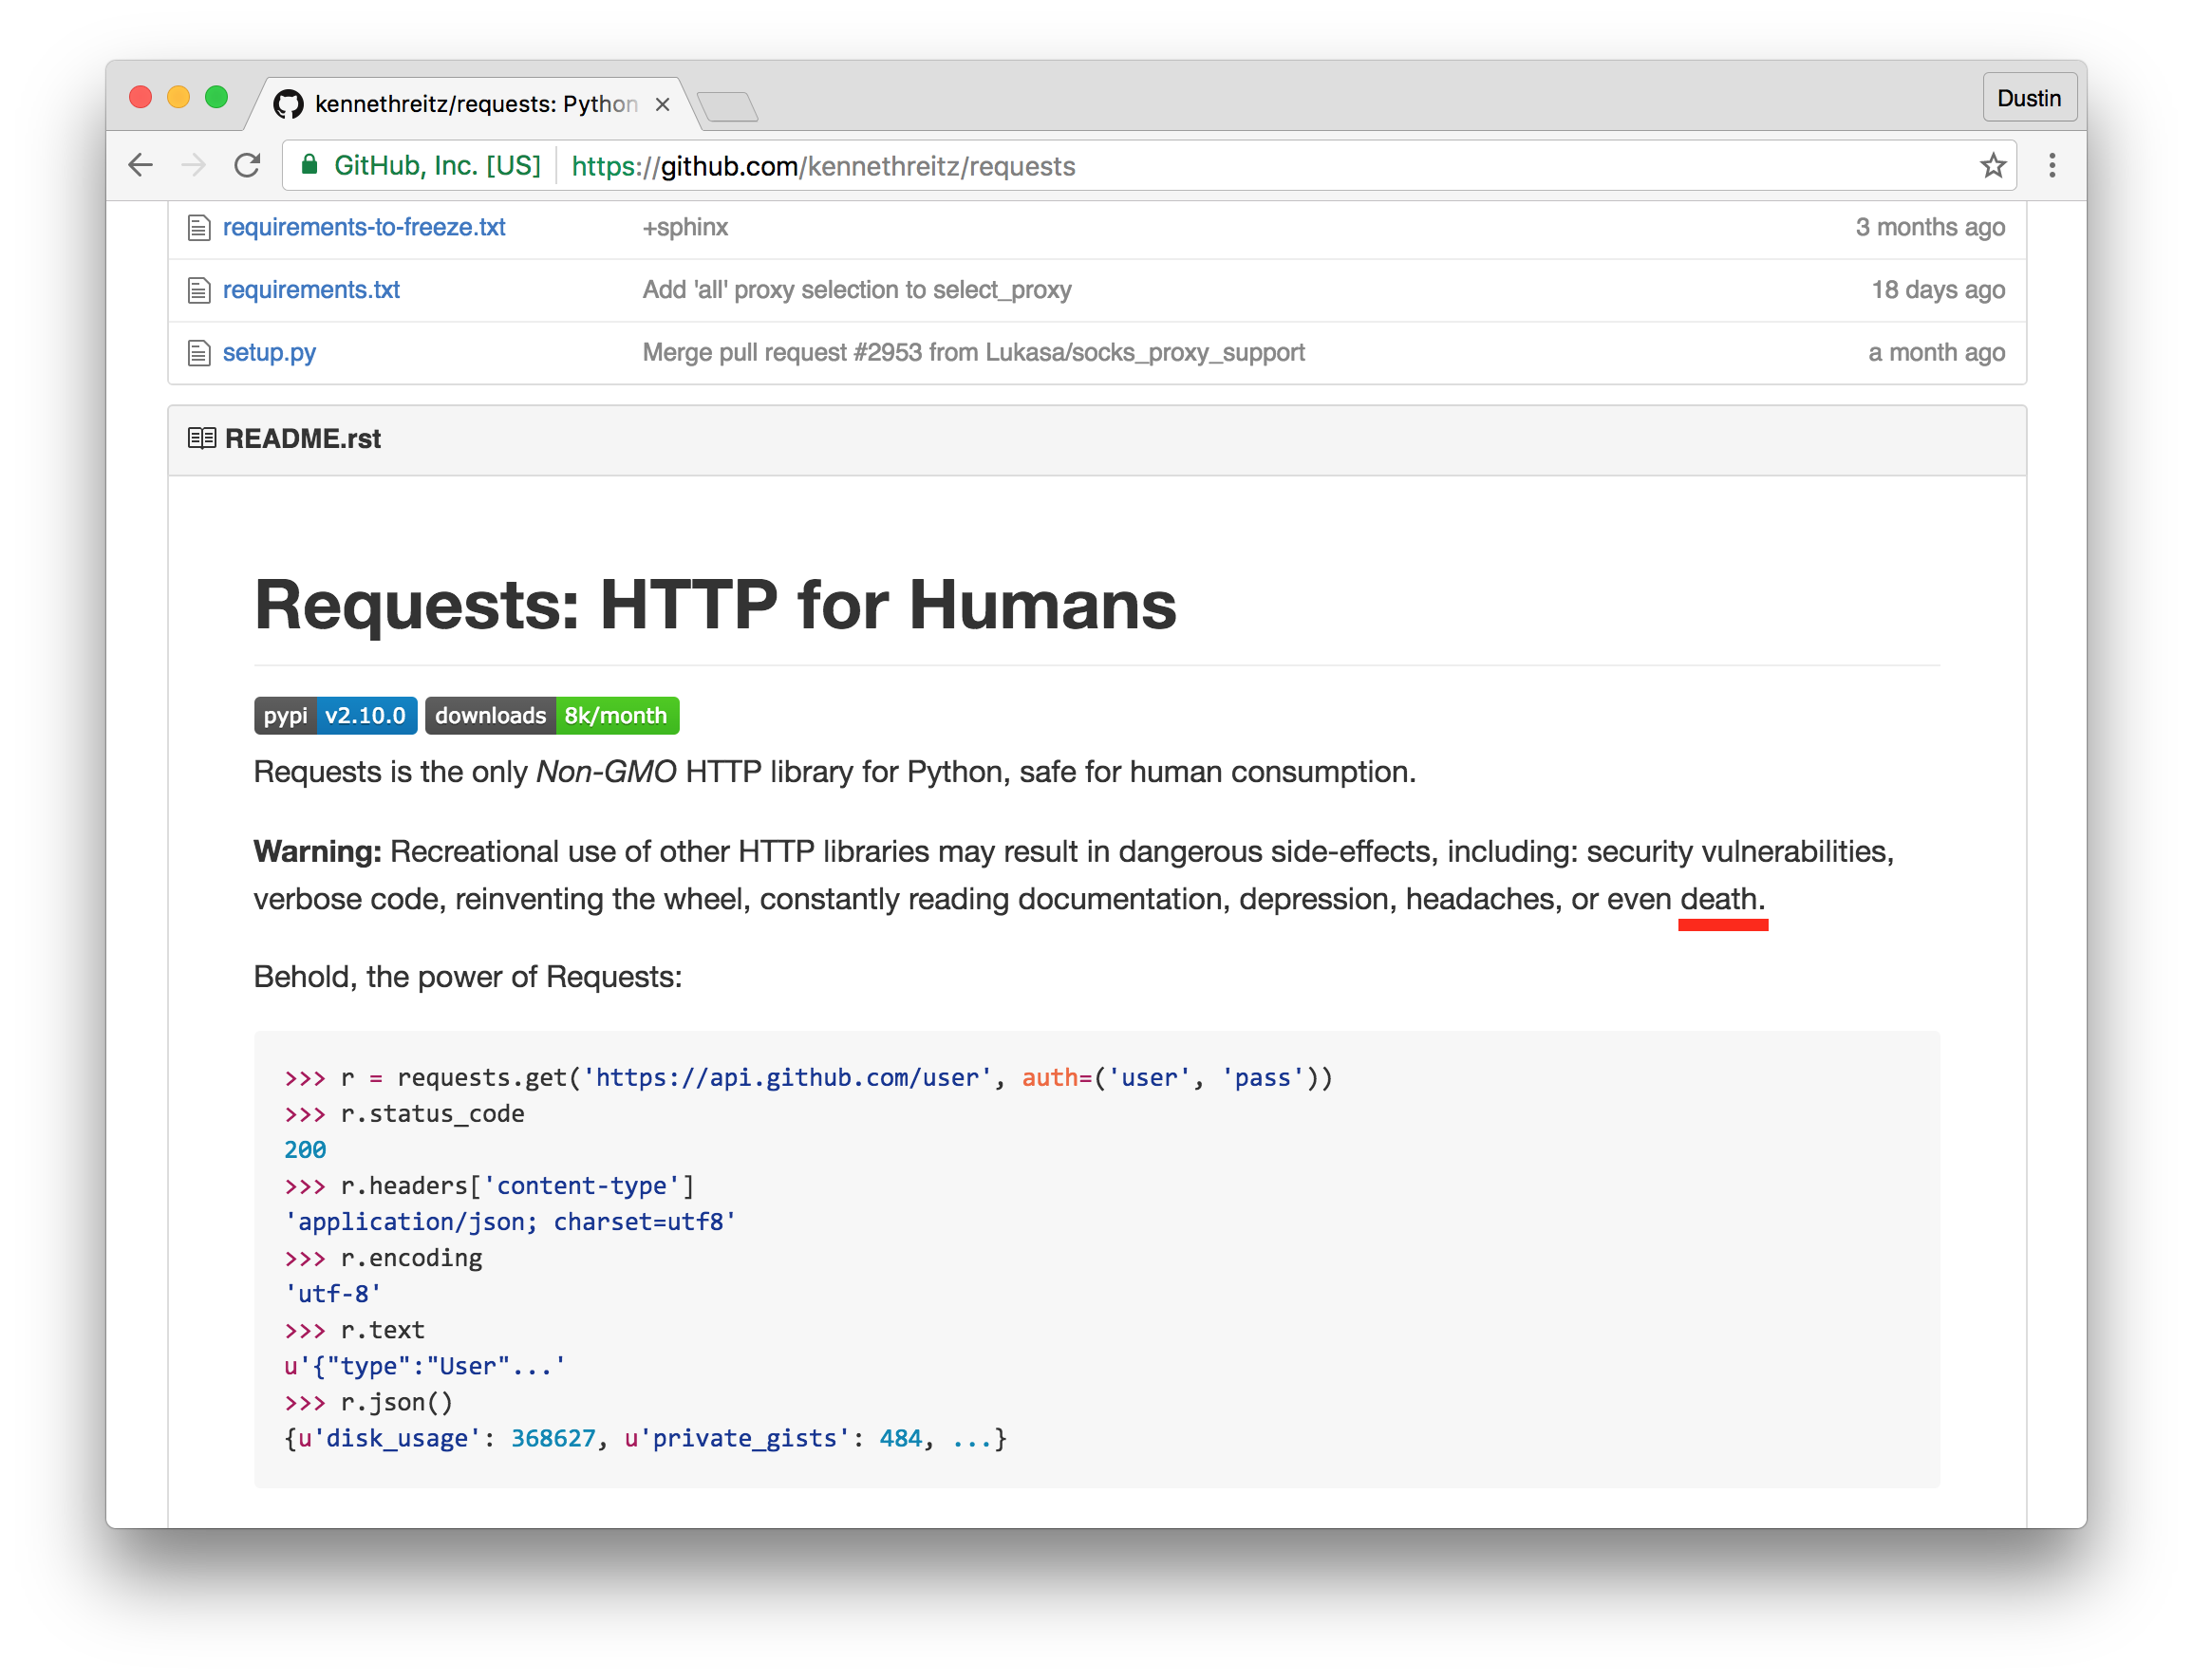 kennethreitz/requests: Python
Dustin
GitHub, Inc. [US] https://github.com/kennethreitz/requests
requirements-to-freeze.txt +sphinx 3 months ago
requirements.txt Add 'all' proxy selection to select_proxy 18 days ago
setup.py Merge pull request #2953 from Lukasa/socks_proxy_support a month ago
README.rst
Requests: HTTP for Humans
pypi v2.10.0 downloads 8k/month
Requests is the only Non-GMO HTTP library for Python, safe for human consumption.
Warning: Recreational use of other HTTP libraries may result in dangerous side-effects, including: security vulnerabilities,
verbose code, reinventing the wheel, constantly reading documentation, depression, headaches, or even death.
Behold, the power of Requests:
>>> r = requests.get('https://api.github.com/user', auth=('user', 'pass'))
>>> r.status_code
200
>>> r.headers['content-type']
'application/json; charset=utf8'
>>> r.encoding
'utf-8'
>>> r.text
u'{"type":"User"...'
>>> r.json()
{u'disk_usage': 368627, u'private_gists': 484, ...}